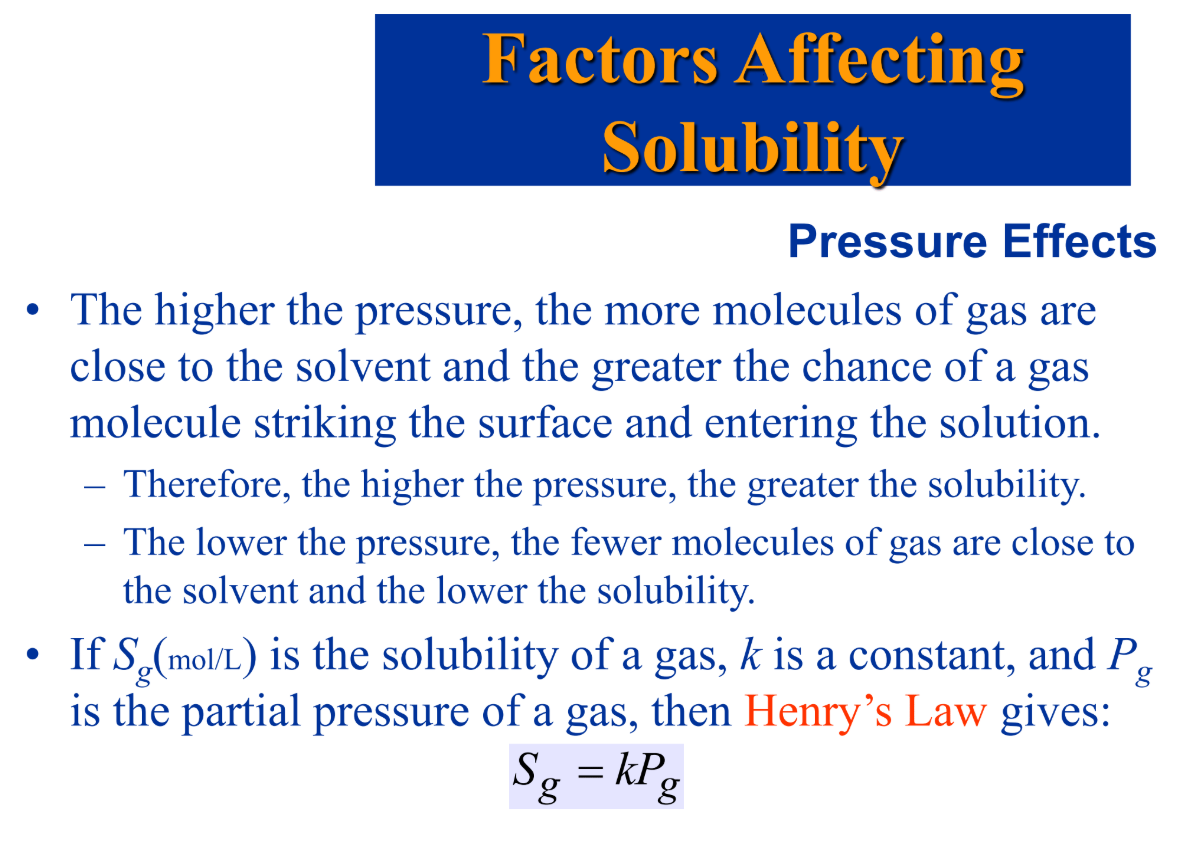 Factors Affecting
Solubility
Pressure Effects
• The higher the pressure, the more molecules of gas are
close to the solvent and the greater the chance of a gas
molecule striking the surface and entering the solution.
– Therefore, the higher the pressure, the greater the solubility.
– The lower the pressure, the fewer molecules of gas are close to
the solvent and the lower the solubility.
• If S_g(mol/L) is the solubility of a gas, k is a constant, and P_g
is the partial pressure of a gas, then Henry’s Law gives:
S_g = kP_g